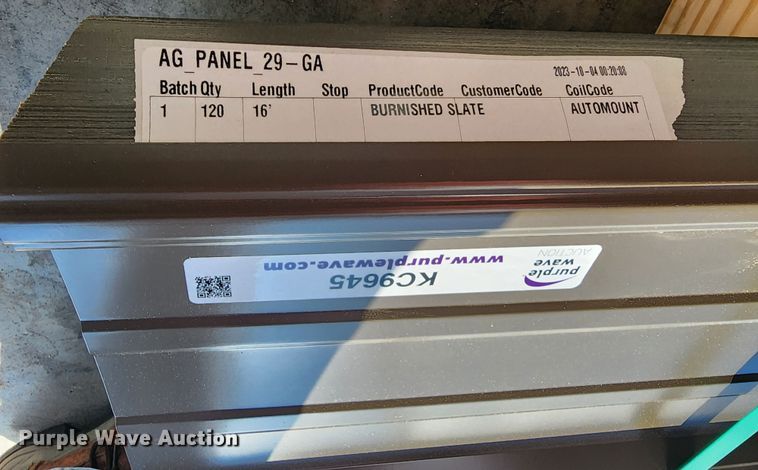 AG_PANEL_29-GA
2023-10-04 00:20:08
Batch Qty Length Stop ProductCode CustomerCode CoilCode
1 120 16' BURNISHED SLATE AUTOMOUNT
purple wave
AUCTION
KC9645
www.purplewave.com
Purple Wave Auction